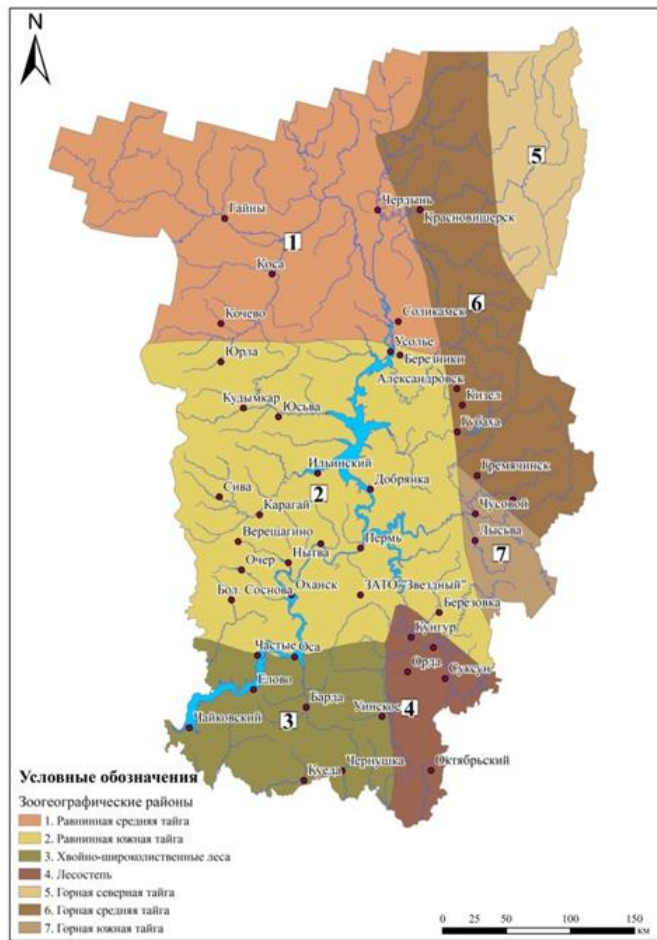 N
5
Чердынь
Красновишерск
Гайны
1
Коса
6
Соликамск
Кочево
Усолье
Юрла
Березники
Александровск
Кизел
Кудымкар
Юсьва
Кубаха
Ильинский
Гремячинск
2
Добрянка
Сива
Карагай
Чусовой
Верещагино
Лысьва
Нытва
Пермь
7
Очер
Бол. Соснова
Оханск
ЗАТО "Звездный"
Березовка
Кунгур
Частые
Оса
Орда
Суксун
Елово
Барда
Уинское
4
Чайковский
3
Чернушка
Октябрьский
Куеда
Условные обозначения
Зоогеографические районы
1. Равнинная средняя тайга
2. Равнинная южная тайга
3. Хвойно-широколиственные леса
4. Лесостепь
5. Горная северная тайга
6. Горная средняя тайга
7. Горная южная тайга
0 25 50 100 150
км